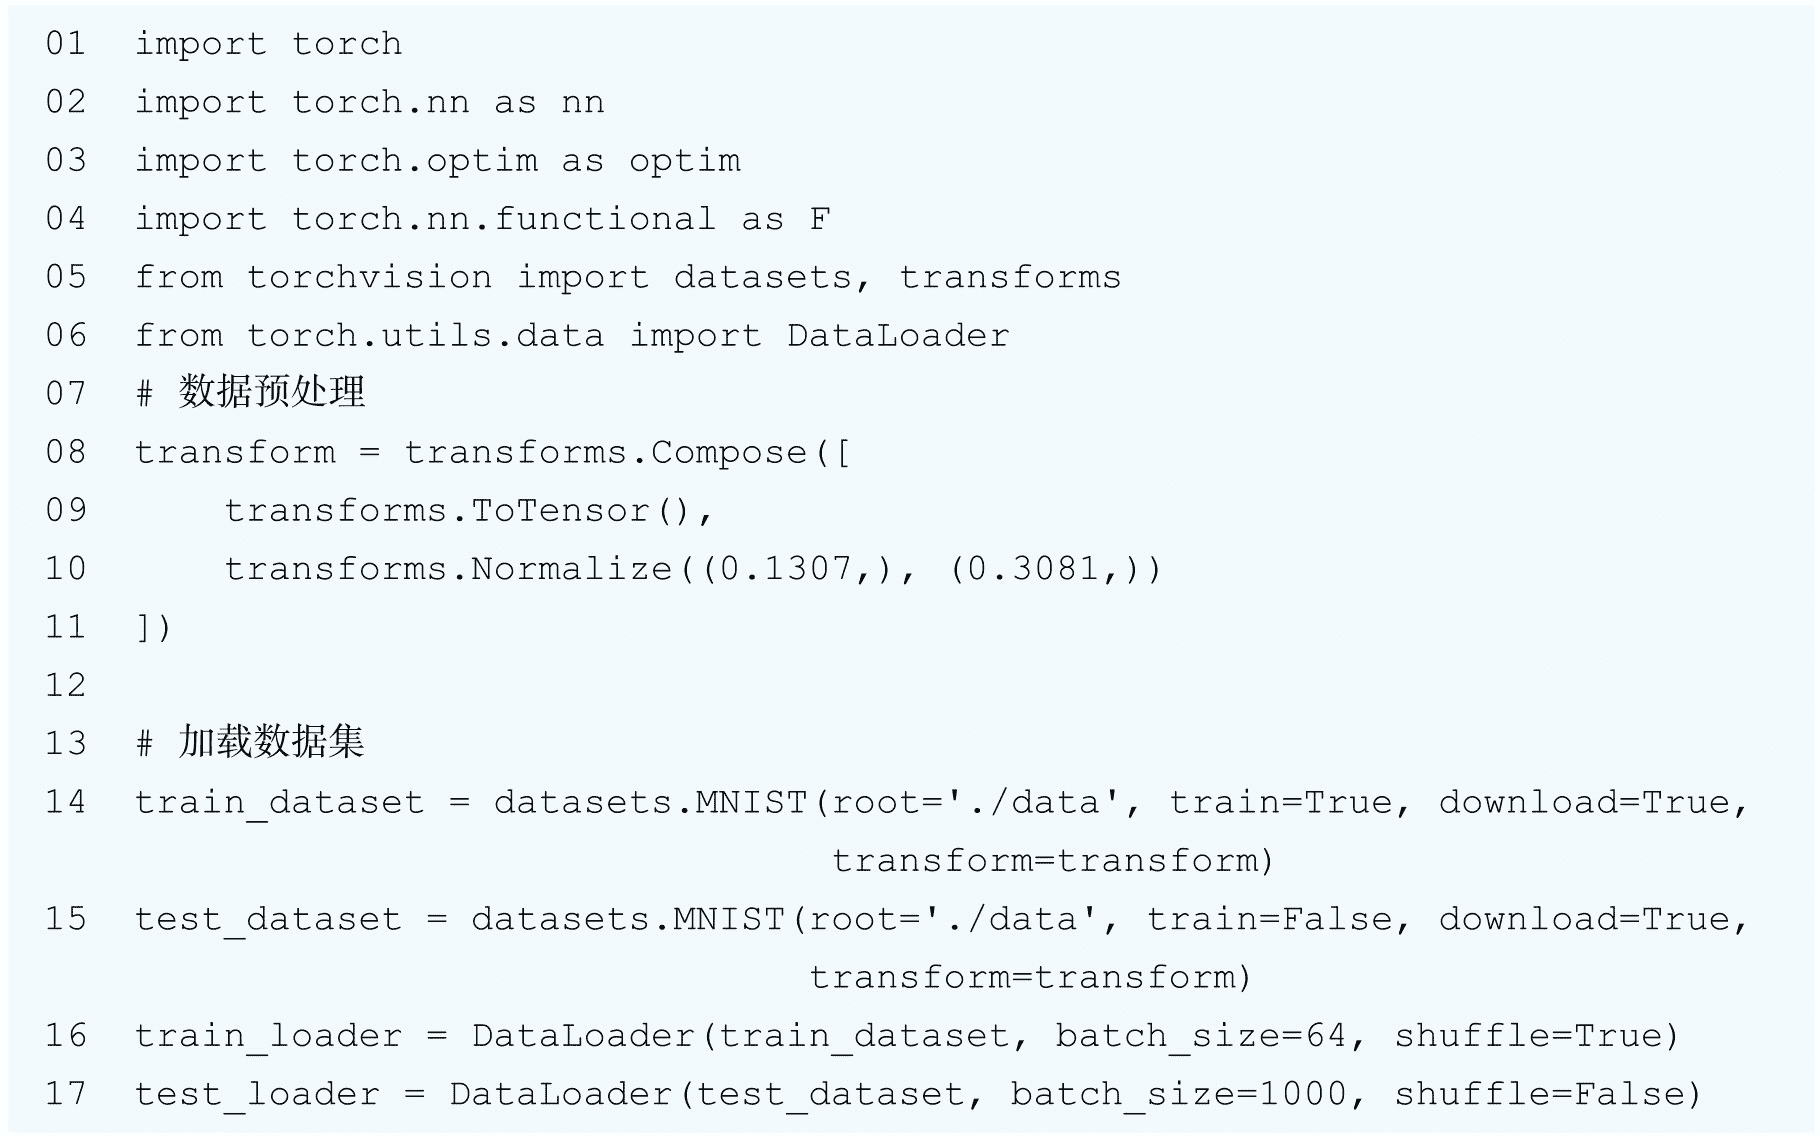 01 import torch
02 import torch.nn as nn
03 import torch.optim as optim
04 import torch.nn.functional as F
05 from torchvision import datasets, transforms
06 from torch.utils.data import DataLoader
07 # 数据预处理
08 transform = transforms.Compose([
09     transforms.ToTensor(),
10     transforms.Normalize((0.1307,), (0.3081,))
11 ])
12
13 # 加载数据集
14 train_dataset = datasets.MNIST(root='./data', train=True, download=True,
                               transform=transform)
15 test_dataset = datasets.MNIST(root='./data', train=False, download=True,
                              transform=transform)
16 train_loader = DataLoader(train_dataset, batch_size=64, shuffle=True)
17 test_loader = DataLoader(test_dataset, batch_size=1000, shuffle=False)